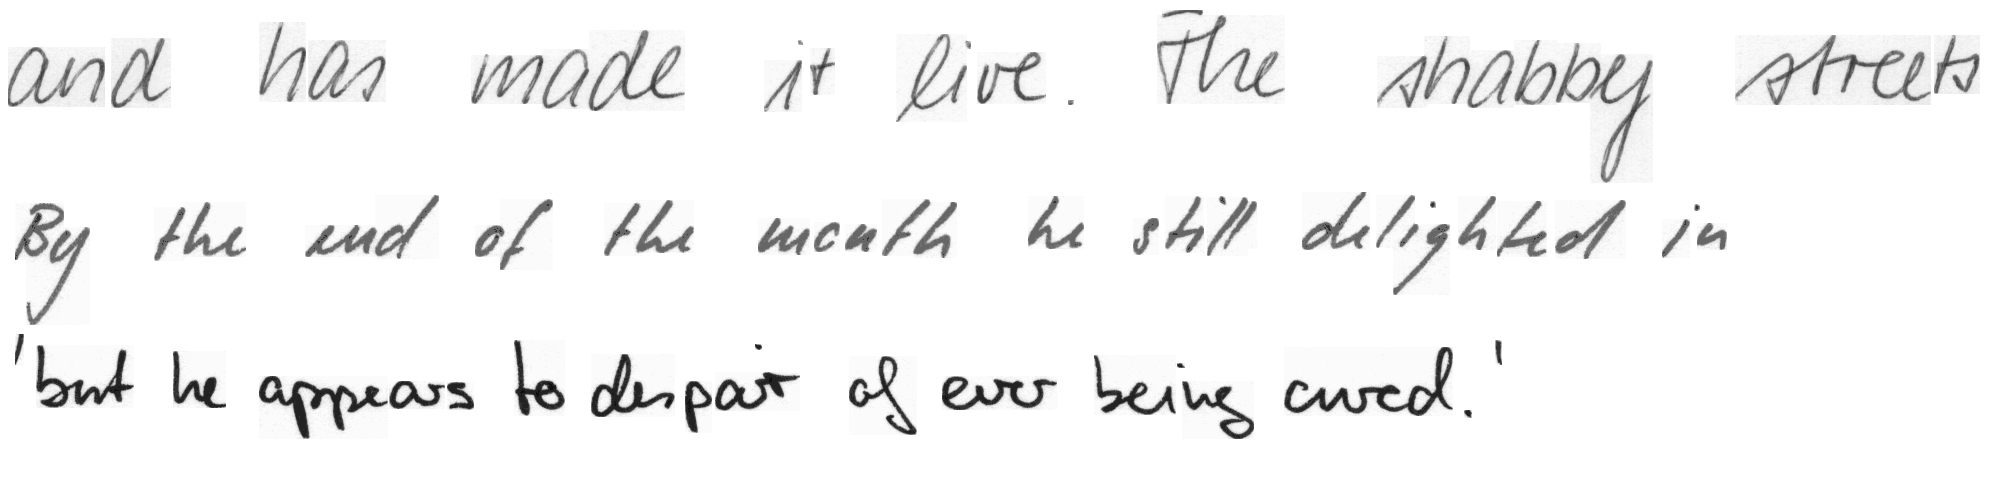 and has made it live. The shabby streets
By the end of the month he still delighted in
'but he appears to despair of ever being cured.'